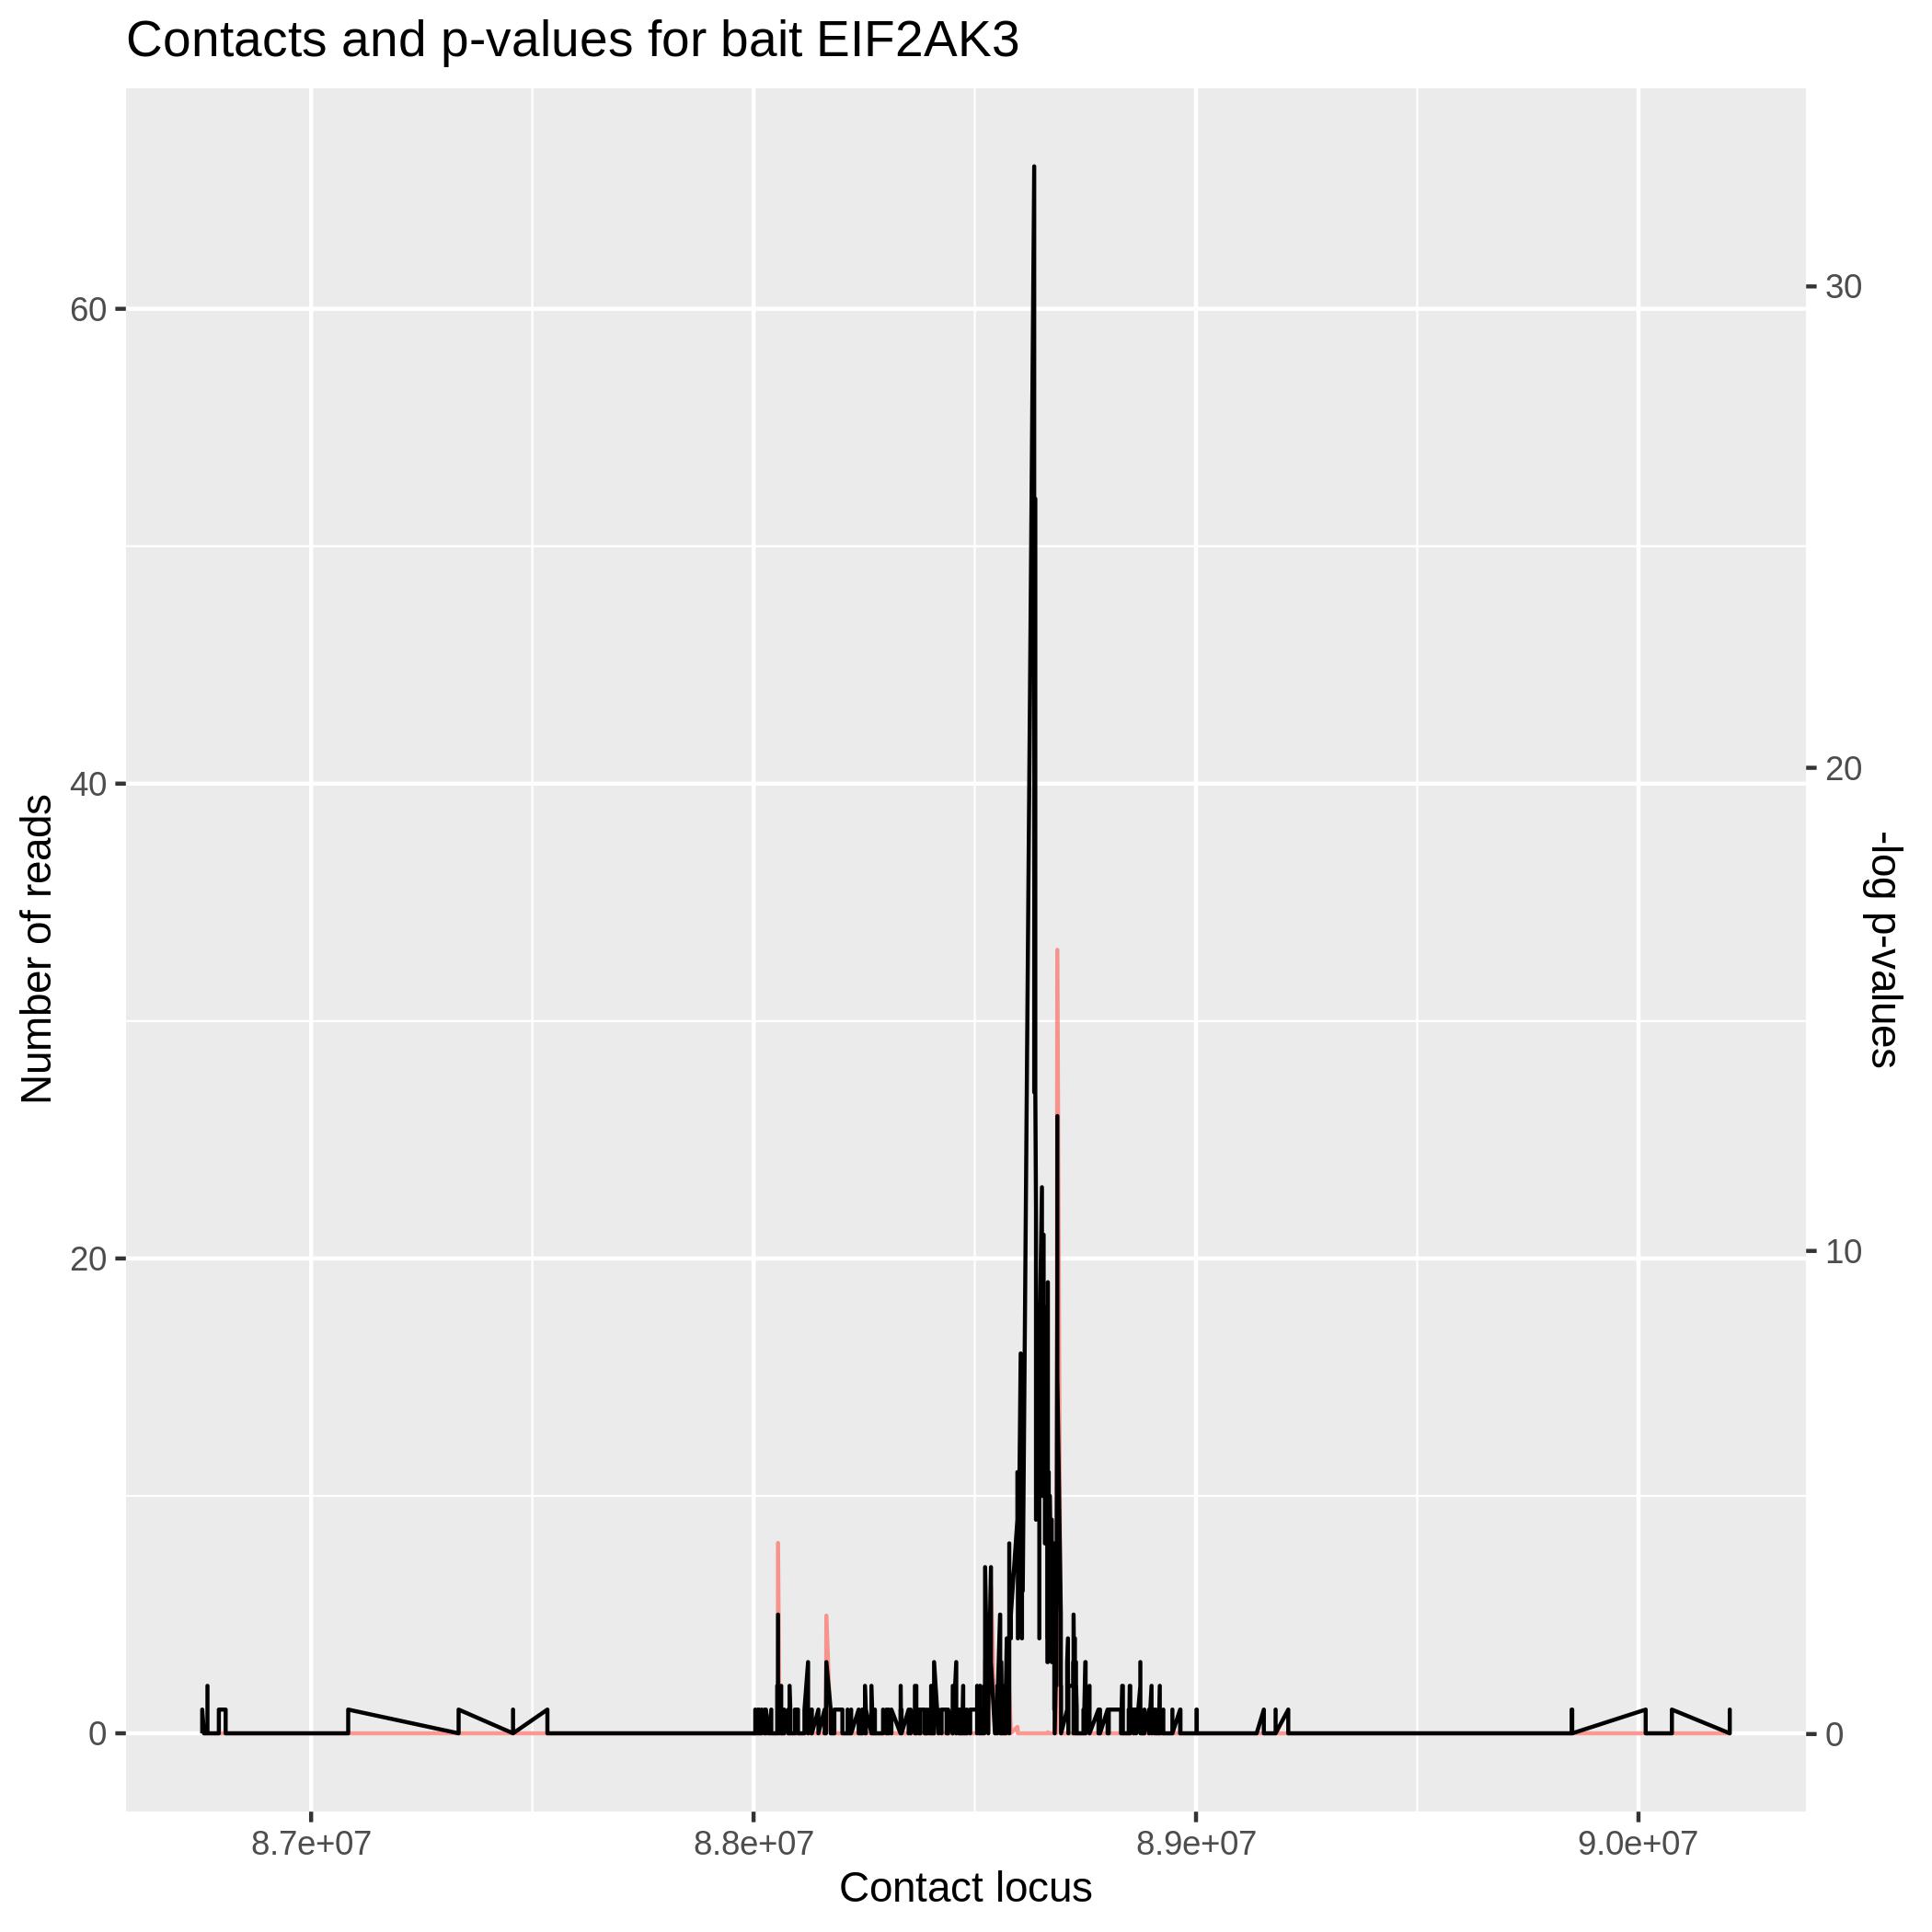 Contacts and p-values for bait EIF2AK3
60
40
20
0
30
20
10
0
Number of reads
-log p-values
8.7e+07
8.8e+07
8.9e+07
9.0e+07
Contact locus